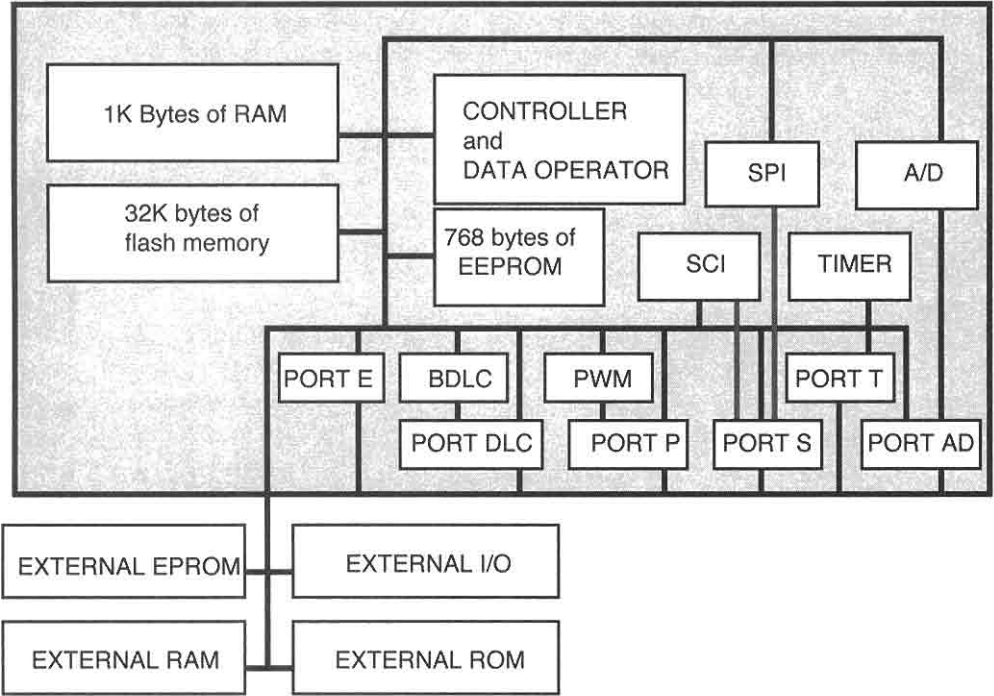 1K Bytes of RAM
CONTROLLER
and
DATA OPERATOR
SPI
A/D
32K bytes of
flash memory
768 bytes of
EEPROM
SCI
TIMER
PORT E
BDLC
PWM
PORT T
PORT DLC
PORT P
PORT S
PORT AD
EXTERNAL EPROM
EXTERNAL I/O
EXTERNAL RAM
EXTERNAL ROM